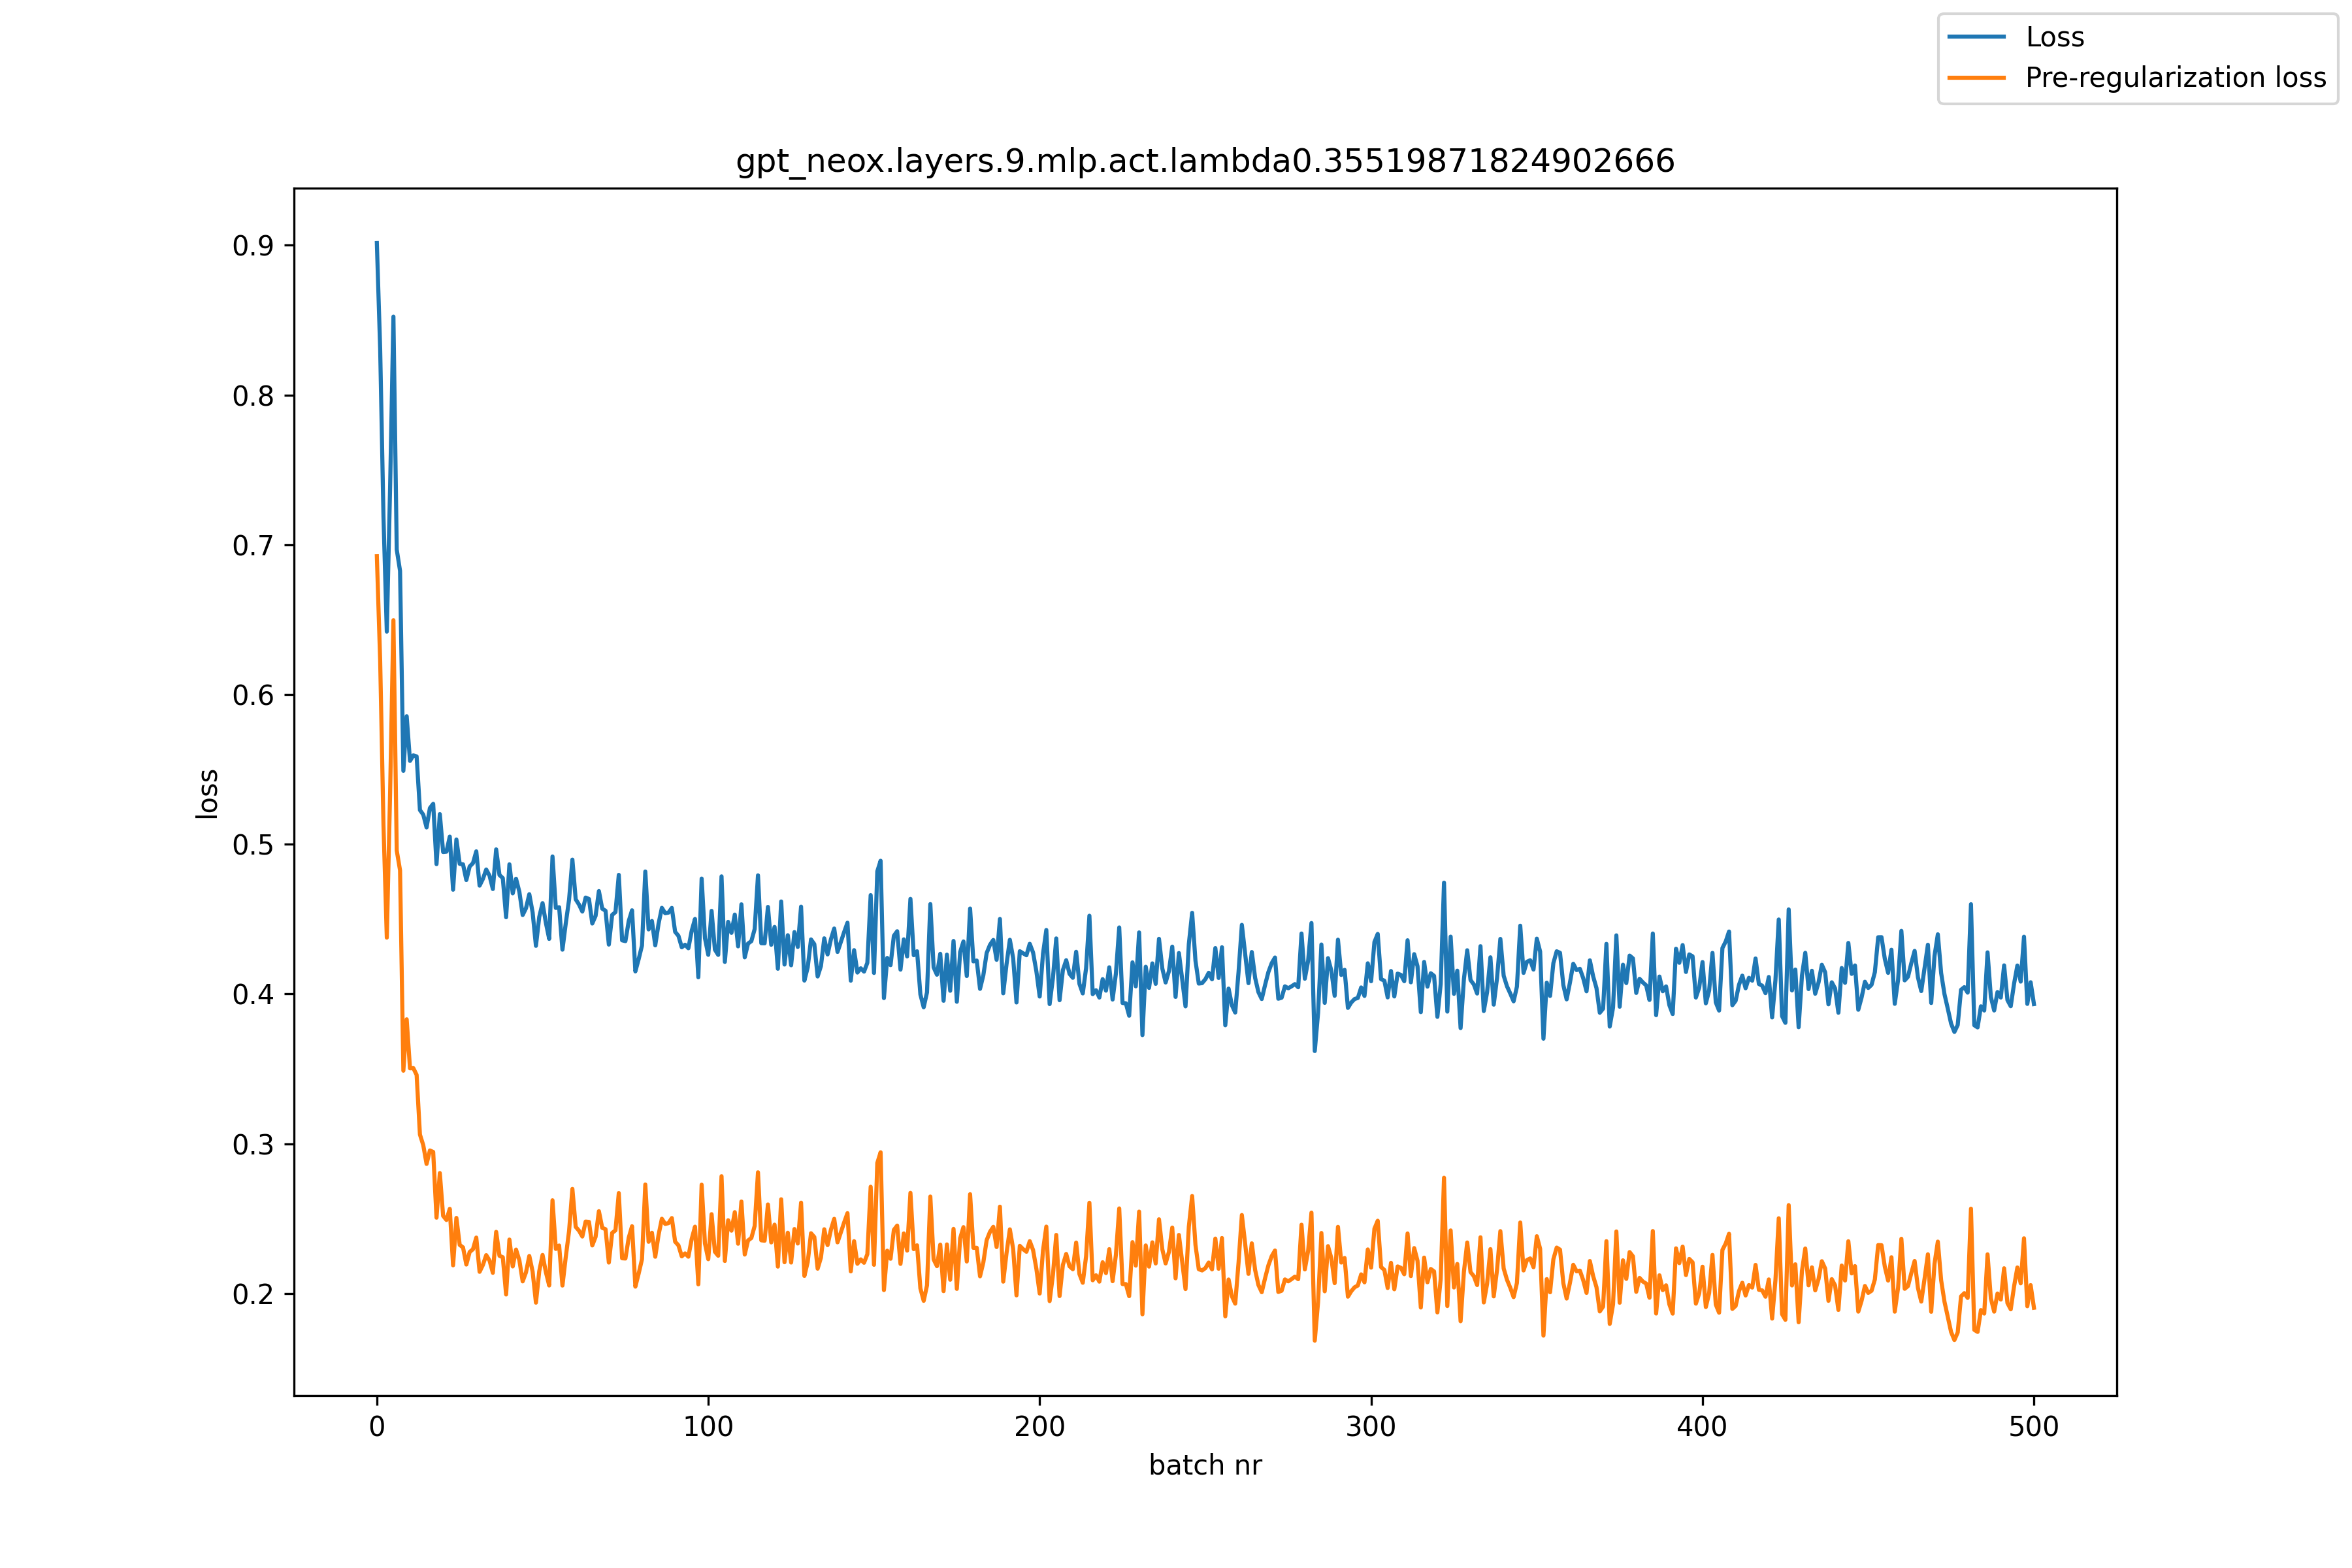 Loss
Pre-regularization loss
gpt_neox.layers.9.mlp.act.lambda0.35519871824902666
0.9
0.8
0.7
0.6
0.5
0.4
0.3
0.2
loss
0 100 200 300 400 500
batch nr